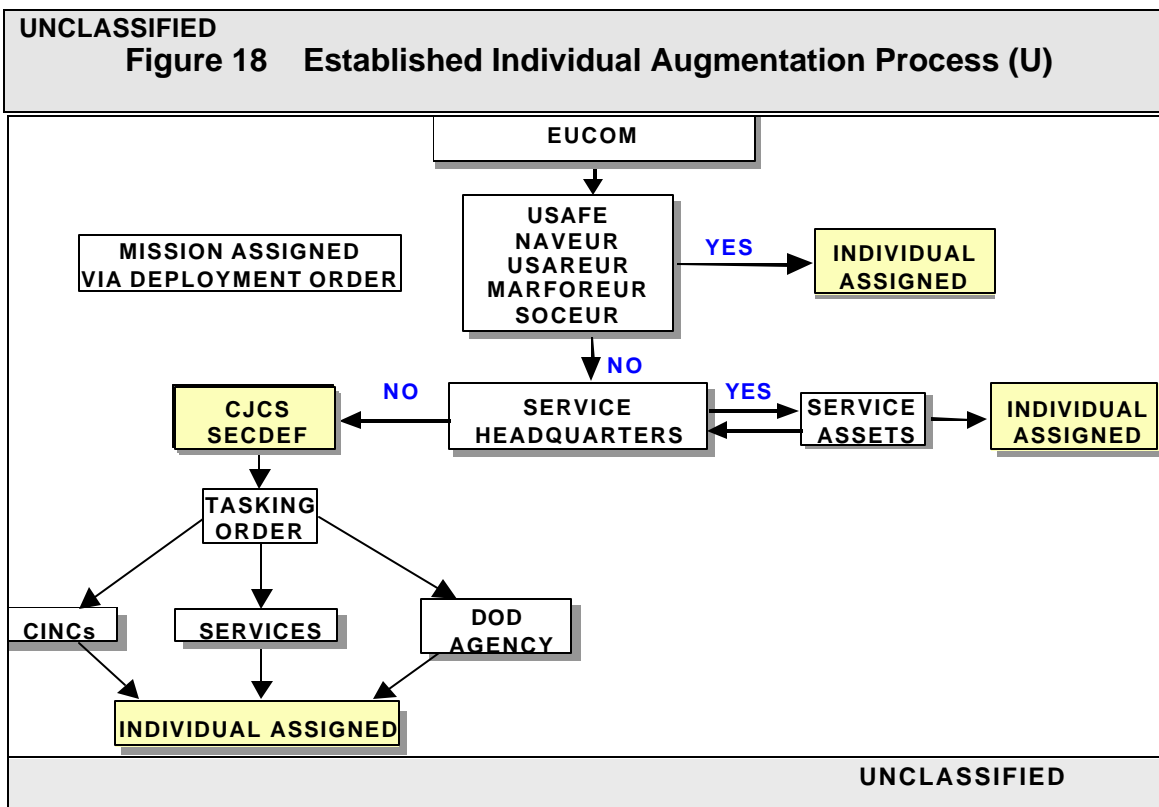 UNCLASSIFIED
Figure 18 Established Individual Augmentation Process (U)
EUCOM
MISSION ASSIGNED
VIA DEPLOYMENT ORDER
USAFE
NAVEUR
USAREUR
MARFOREUR
SOCEUR
YES
INDIVIDUAL
ASSIGNED
NO
CJCS
SECDEF
NO
SERVICE
HEADQUARTERS
YES
SERVICE
ASSETS
INDIVIDUAL
ASSIGNED
TASKING
ORDER
CINCs
SERVICES
DOD
AGENCY
INDIVIDUAL ASSIGNED
UNCLASSIFIED